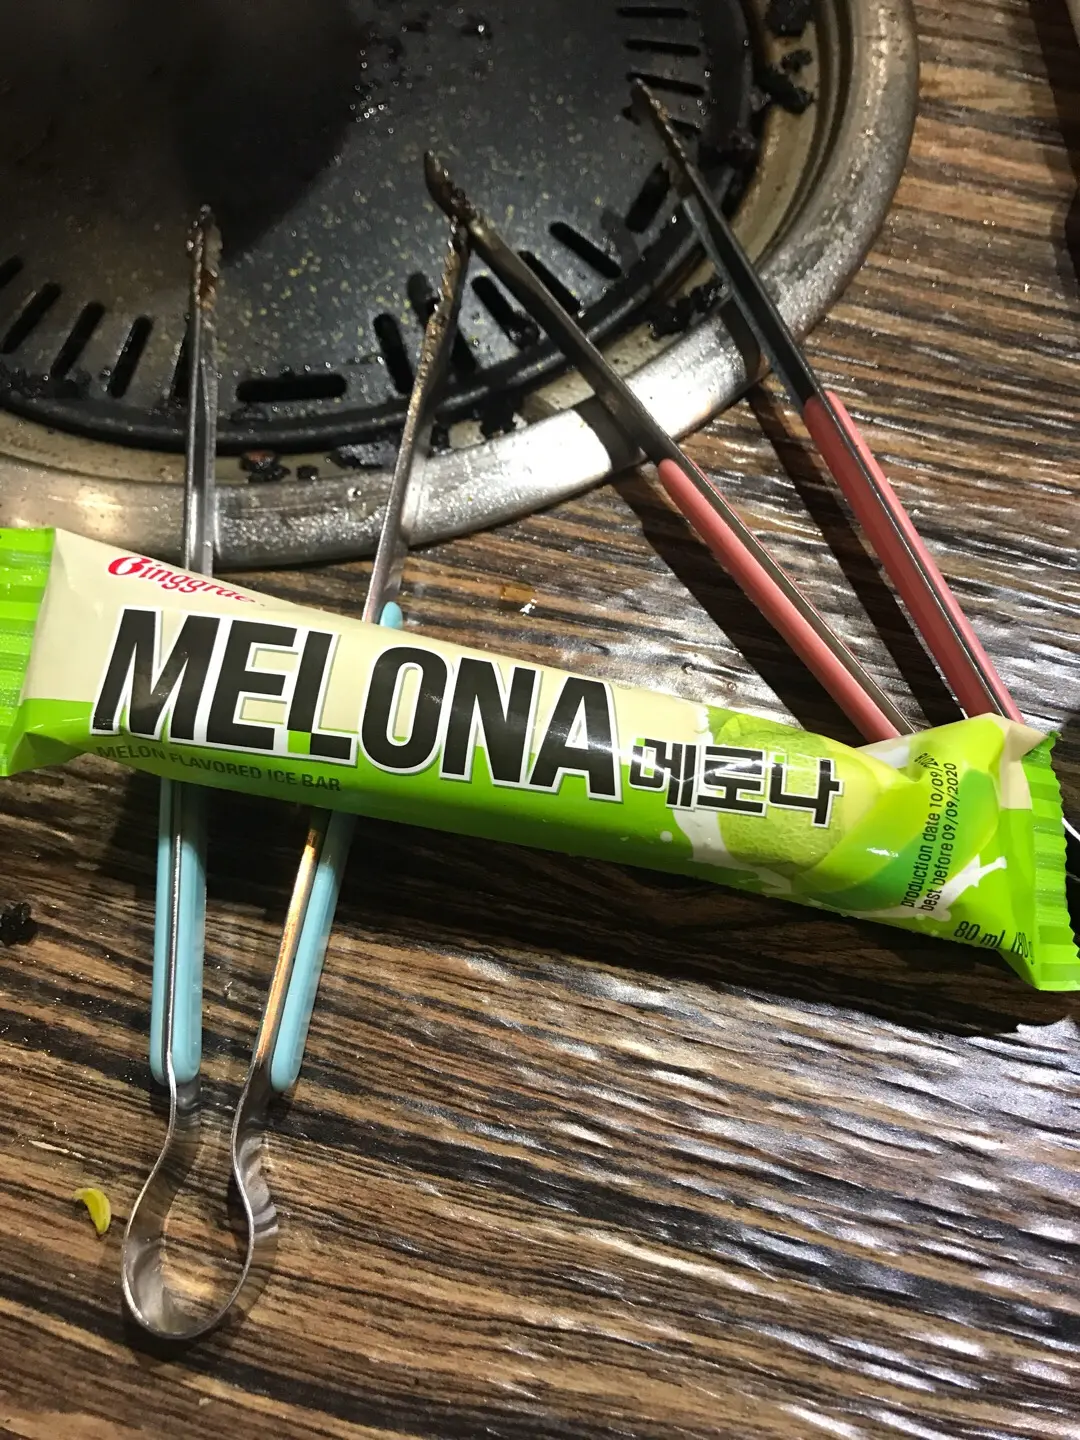 Binggrae
MELONA 메로나
MELON FLAVORED ICE BAR
production date 10/09/
best before 09/09/2020
80 ml